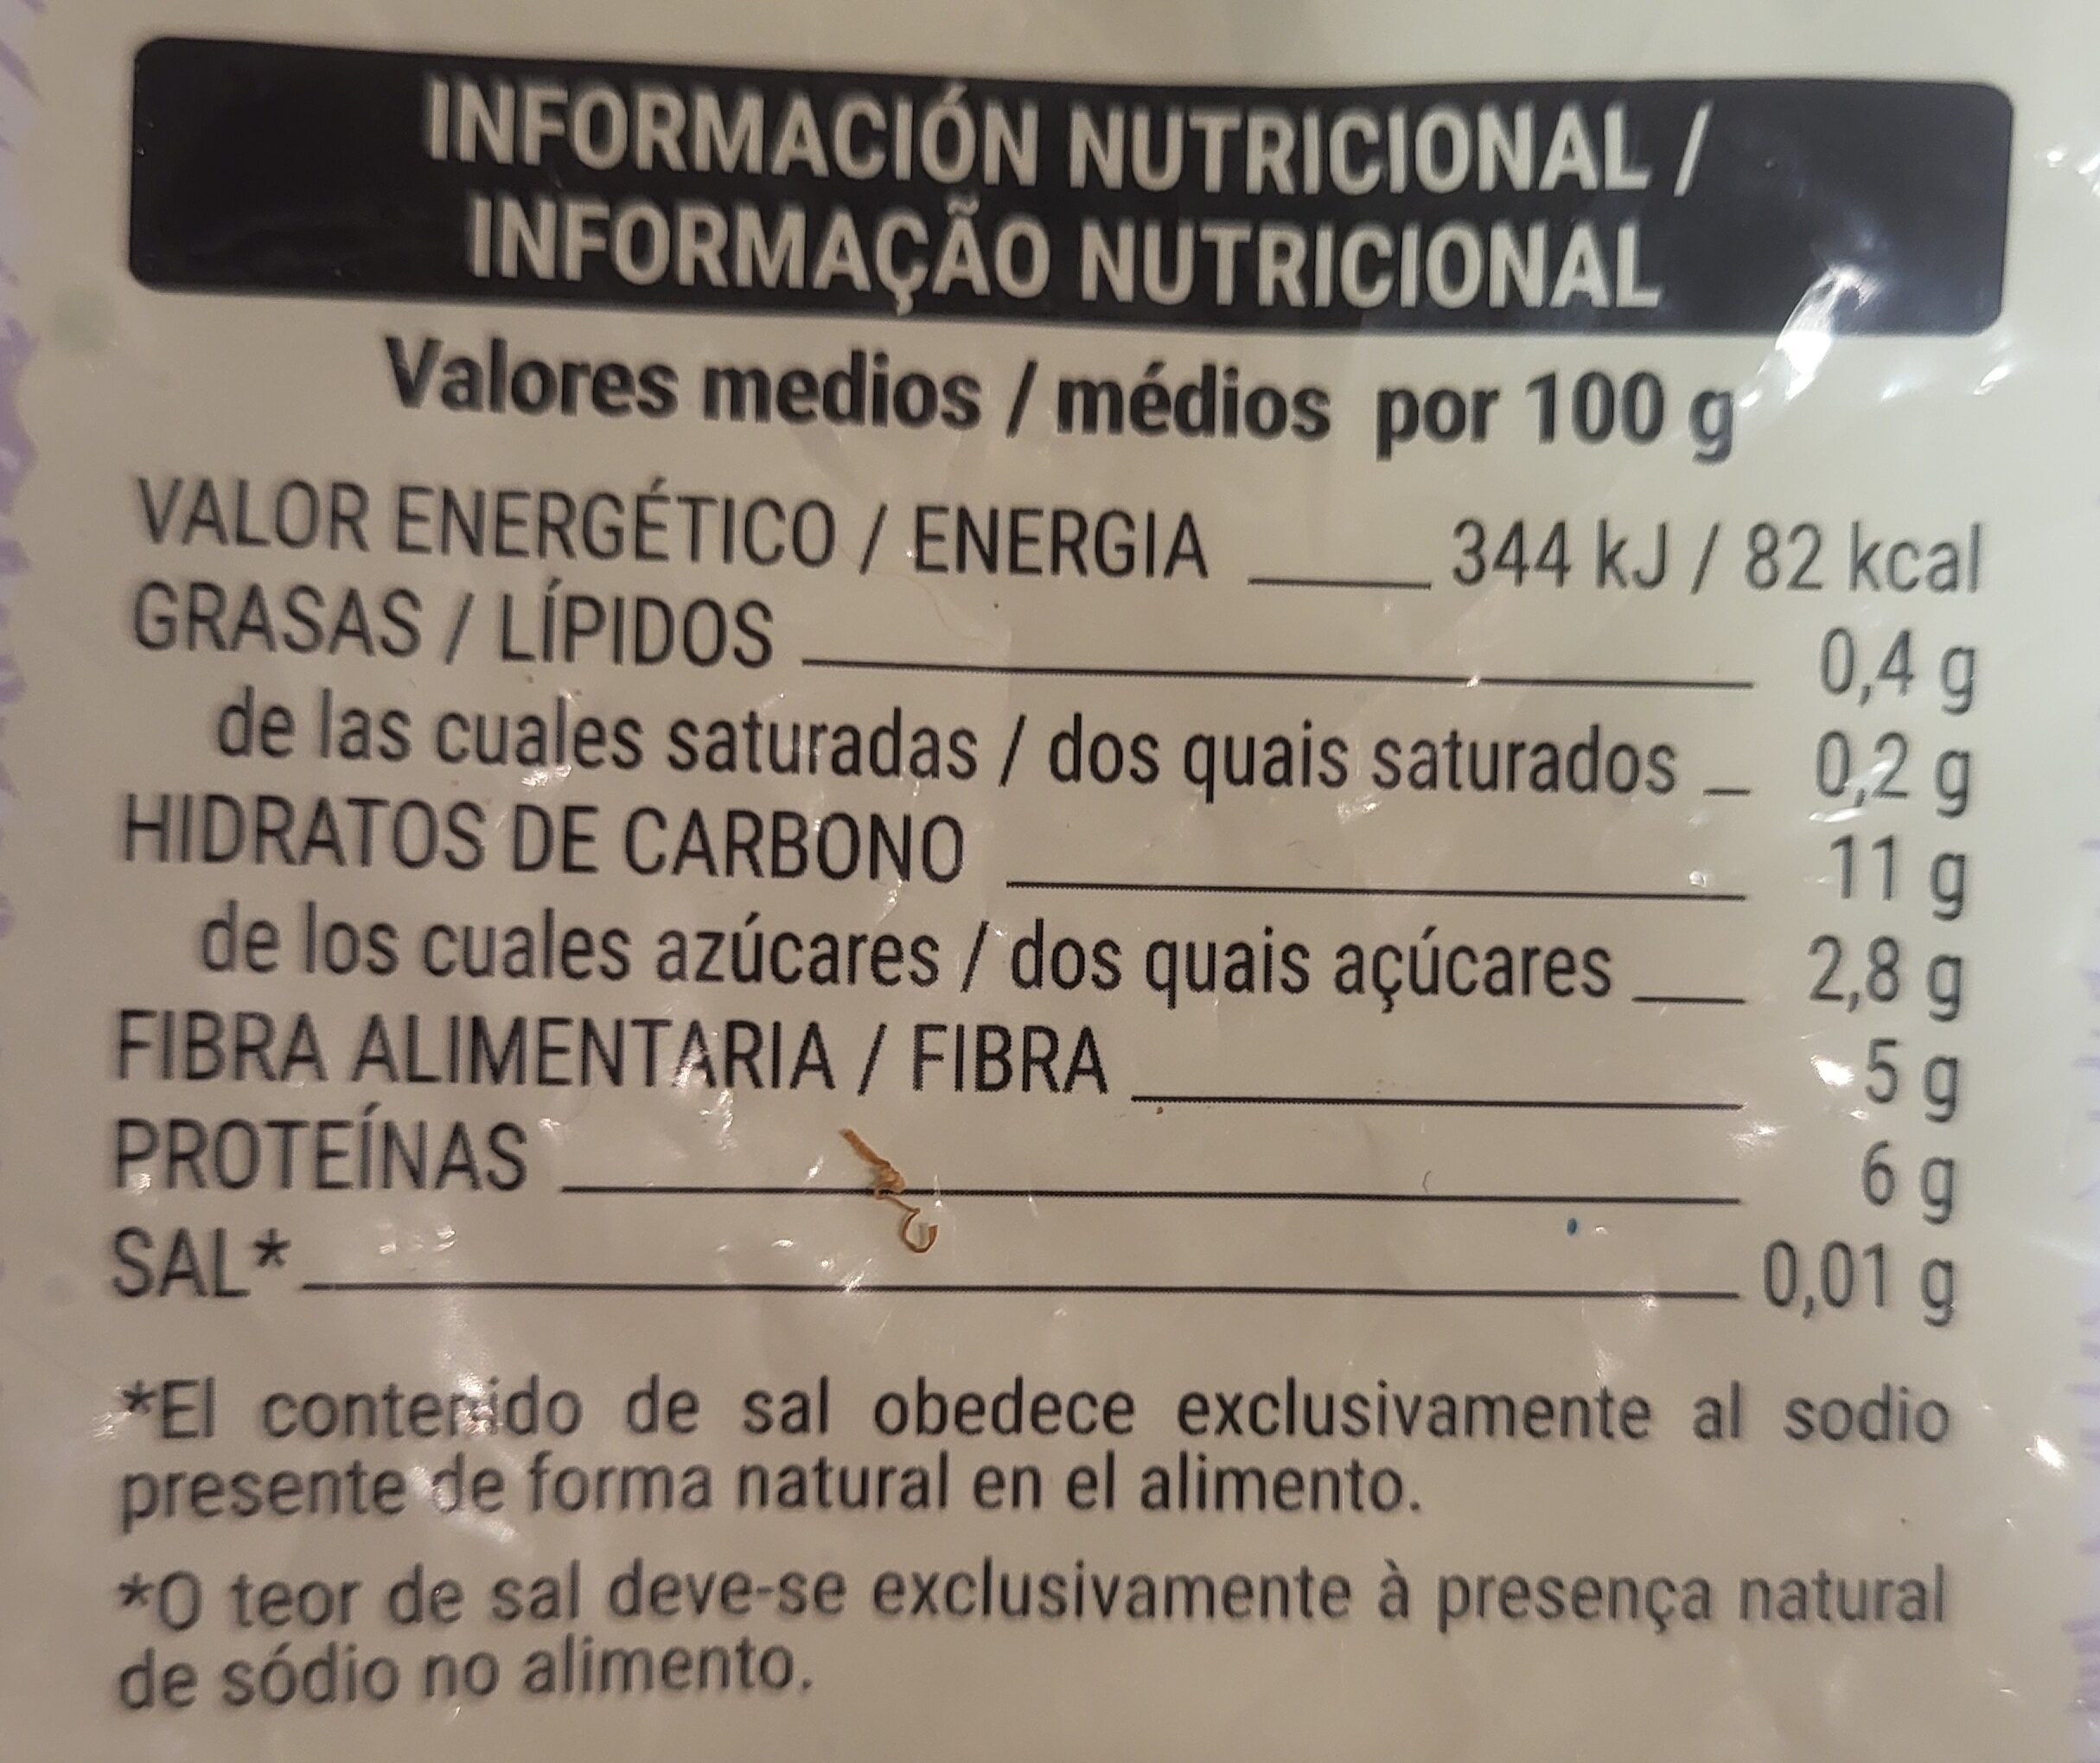 INFORMACIÓN NUTRICIONAL /
INFORMAÇÃO NUTRICIONAL
Valores medios / médios por 100 g
VALOR ENERGÉTICO / ENERGIA 344 kJ / 82 kcal
GRASAS / LÍPIDOS 0,4 g
de las cuales saturadas / dos quais saturados 0,2 g
HIDRATOS DE CARBONO 11 g
de los cuales azúcares / dos quais açúcares 2,8 g
FIBRA ALIMENTARIA / FIBRA 5 g
PROTEÍNAS 6 g
SAL* 0,01 g
*El contenido de sal obedece exclusivamente al sodio
presente de forma natural en el alimento.
*O teor de sal deve-se exclusivamente à presença natural
de sódio no alimento.